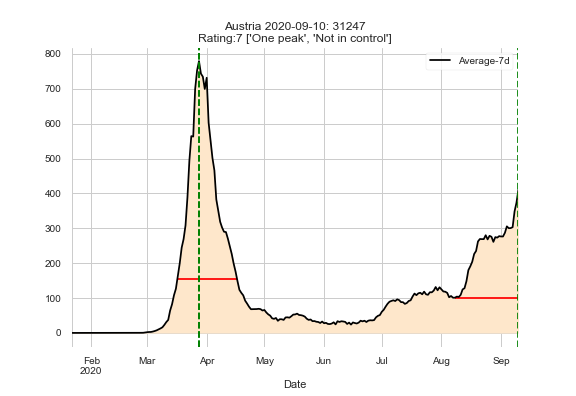 Austria 2020-09-10: 31247
Rating:7 ['One peak', 'Not in control']
Average-7d
800
700
600
500
400
300
200
100
0
Feb Mar Apr May Jun Jul Aug Sep
2020
Date